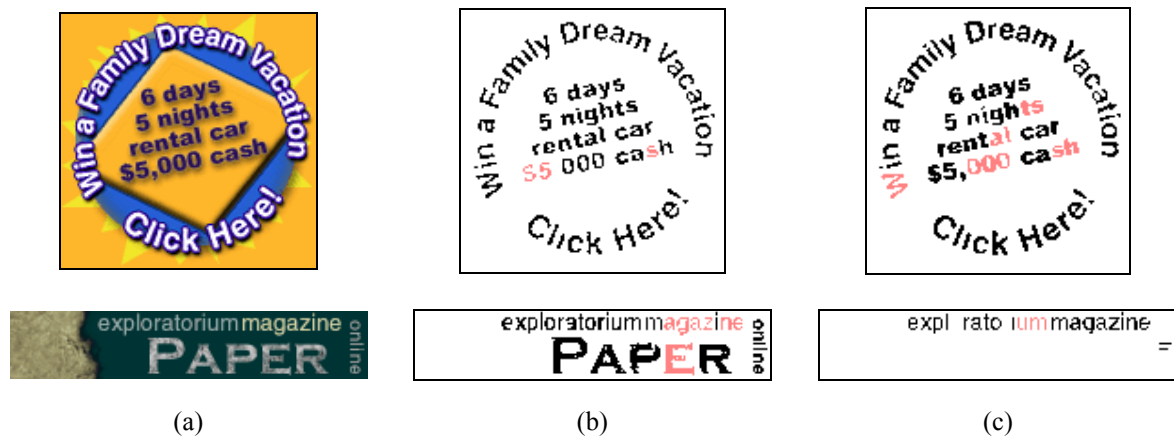 Win a Family Dream Vacation
6 days
5 nights
rental car
$5,000 cash
Click Here!
Win a Family Dream Vacation
6 days
5 nights
rental car
$5 000 cash
Click Here!
Win a Family Dream Vacation
6 days
5 nights
rental car
$5,000 cash
Click Here!
exploratorium magazine
PAPER
online
exploratorium magazine
PAPER
online
expl rato ium magazine
(a)
(b)
(c)